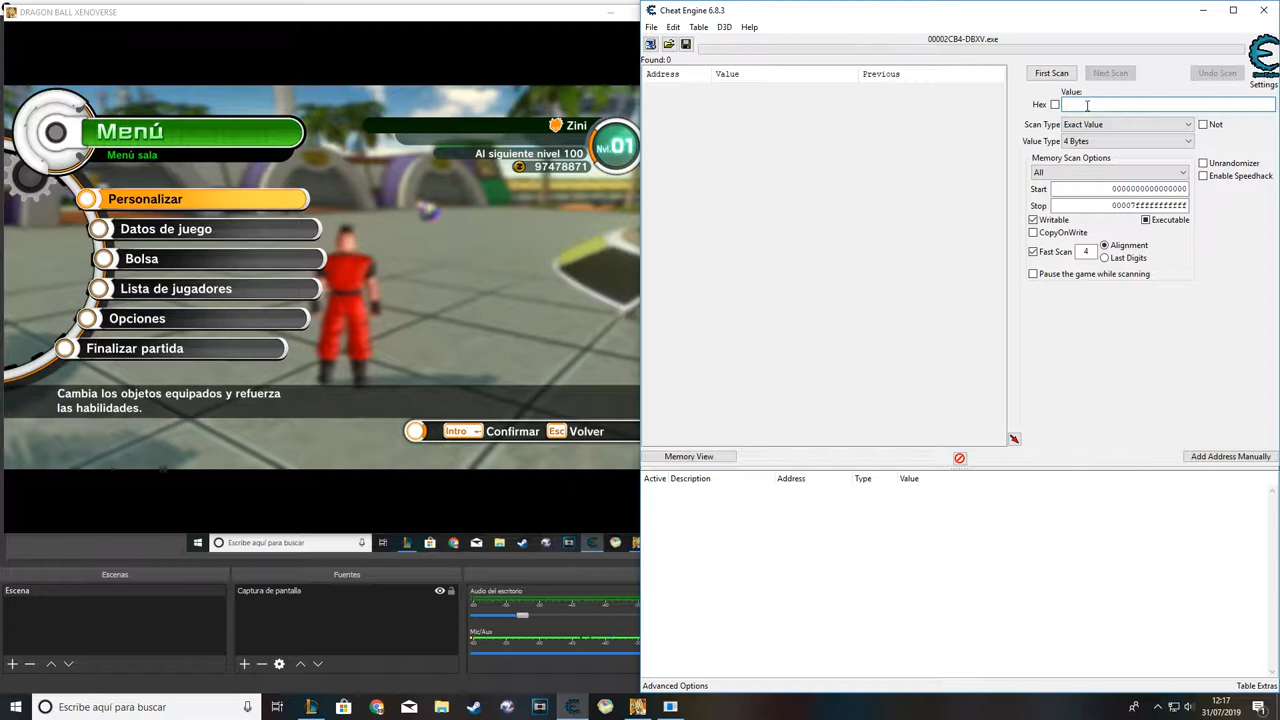 DRAGON BALL XENOVERSE
Menú
Menú sala
Zini
Al siguiente nivel 100
97478871
Nvl.01
Personalizar
Datos de juego
Bolsa
Lista de jugadores
Opciones
Finalizar partida
Cambia los objetos equipados y refuerza
las habilidades.
Intro Confirmar Esc Volver
Escribe aquí para buscar
Escenas
Fuentes
Escena
Captura de pantalla
Audio del escritorio
Mic/Aux
Cheat Engine 6.8.3
File Edit Table D3D Help
00002CB4-DBXV.exe
Found: 0
Address Value Previous
First Scan Next Scan Undo Scan
Settings
Value:
Hex
Scan Type Exact Value Not
Value Type 4 Bytes
Memory Scan Options
All
Unrandomizer
Enable Speedhack
Start 0000000000000000
Stop 00007fffffffffff
Writable Executable
CopyOnWrite
Fast Scan 4 Alignment
Last Digits
Pause the game while scanning
Memory View Add Address Manually
Active Description Address Type Value
Advanced Options Table Extras
Escribe aquí para buscar
12:17
31/07/2019